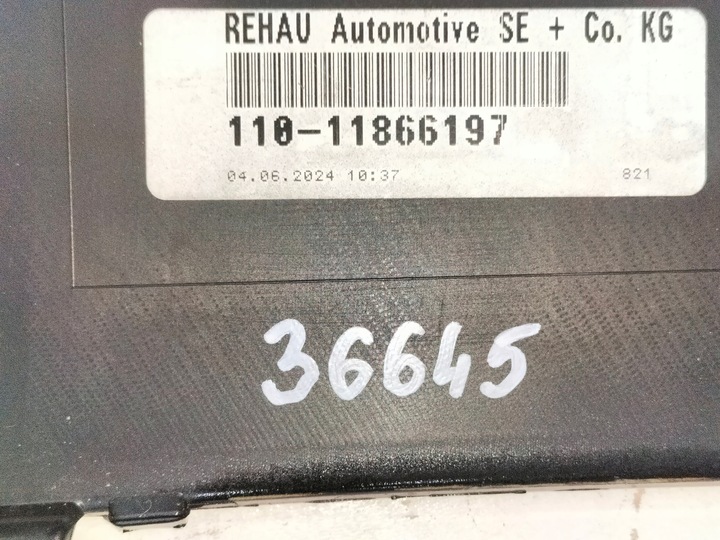 REHAU Automotive SE + Co. KG
110-11866197
04.06.2024 10:37 821
36645